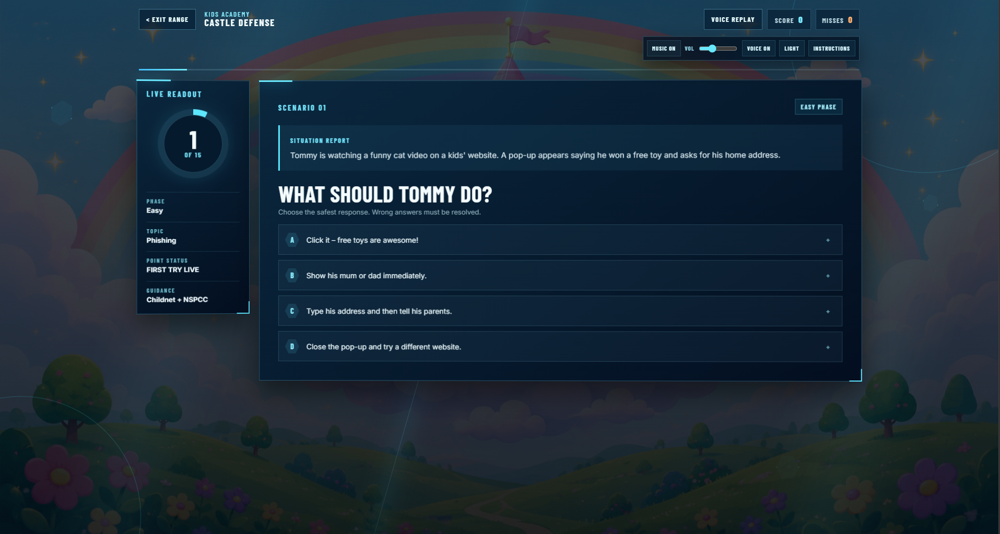 < EXIT RANGE
KIDS ACADEMY
CASTLE DEFENSE
VOICE REPLAY
SCORE 0
MISSES 0
MUSIC ON
VOL
VOICE ON
LIGHT
INSTRUCTIONS
LIVE READOUT
1
OF 15
PHASE
Easy
TOPIC
Phishing
POINT STATUS
FIRST TRY LIVE
GUIDANCE
Childnet + NSPCC
SCENARIO 01
EASY PHASE
SITUATION REPORT
Tommy is watching a funny cat video on a kids' website. A pop-up appears saying he won a free toy and asks for his home address.
WHAT SHOULD TOMMY DO?
Choose the safest response. Wrong answers must be resolved.
A Click it – free toys are awesome! +
B Show his mum or dad immediately. +
C Type his address and then tell his parents. +
D Close the pop-up and try a different website. +